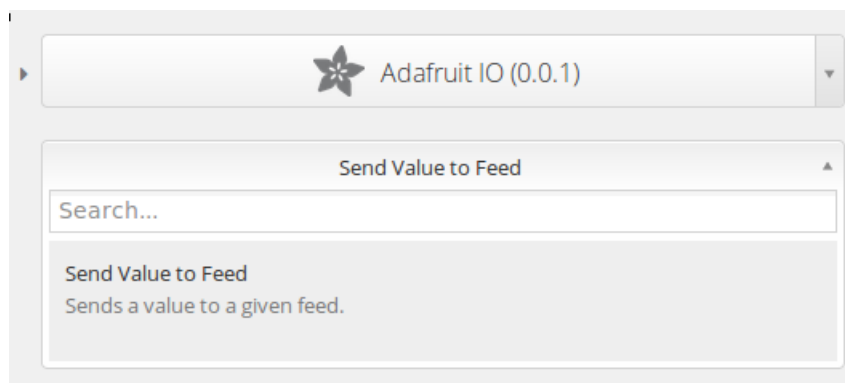 Adafruit IO (0.0.1)
Send Value to Feed
Search...
Send Value to Feed
Sends a value to a given feed.